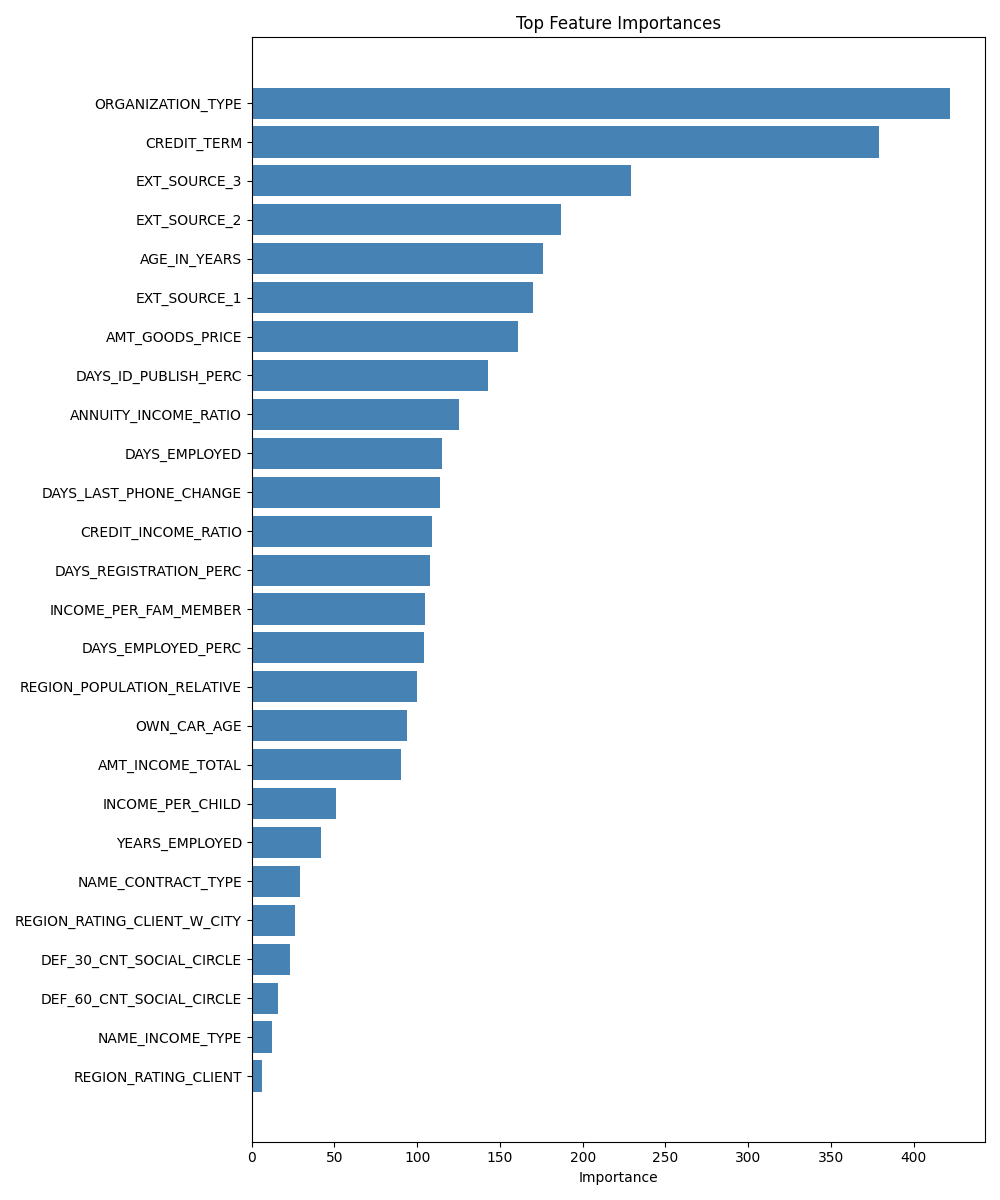 Top Feature Importances
ORGANIZATION_TYPE
CREDIT_TERM
EXT_SOURCE_3
EXT_SOURCE_2
AGE_IN_YEARS
EXT_SOURCE_1
AMT_GOODS_PRICE
DAYS_ID_PUBLISH_PERC
ANNUITY_INCOME_RATIO
DAYS_EMPLOYED
DAYS_LAST_PHONE_CHANGE
CREDIT_INCOME_RATIO
DAYS_REGISTRATION_PERC
INCOME_PER_FAM_MEMBER
DAYS_EMPLOYED_PERC
REGION_POPULATION_RELATIVE
OWN_CAR_AGE
AMT_INCOME_TOTAL
INCOME_PER_CHILD
YEARS_EMPLOYED
NAME_CONTRACT_TYPE
REGION_RATING_CLIENT_W_CITY
DEF_30_CNT_SOCIAL_CIRCLE
DEF_60_CNT_SOCIAL_CIRCLE
NAME_INCOME_TYPE
REGION_RATING_CLIENT
0 50 100 150 200 250 300 350 400
Importance